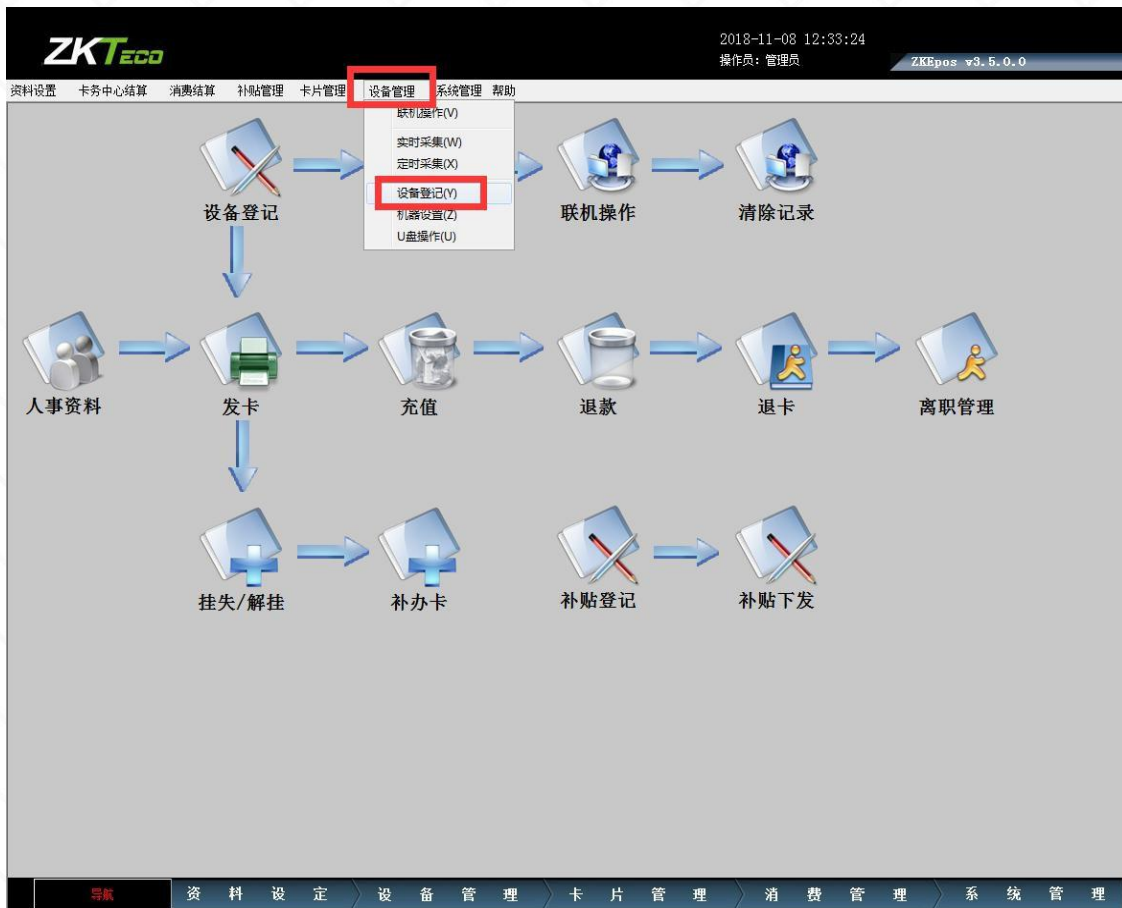 2018-11-08 12:33:24
ZKTeco
操作员: 管理员
ZKEpos v3.5.0.0
资料设置 卡务中心结算 消费结算 补贴管理 卡片管理 设备管理 系统管理 帮助
联机操作(V)
实时采集(W)
定时采集(X)
设备登记(Y)
机器设置(Z)
U盘操作(U)
设备登记 联机操作 清除记录
人事资料 发卡 充值 退款 退卡 离职管理
挂失/解挂 补办卡 补贴登记 补贴下发
导航 资料设定 设备管理 卡片管理 消费管理 系统管理